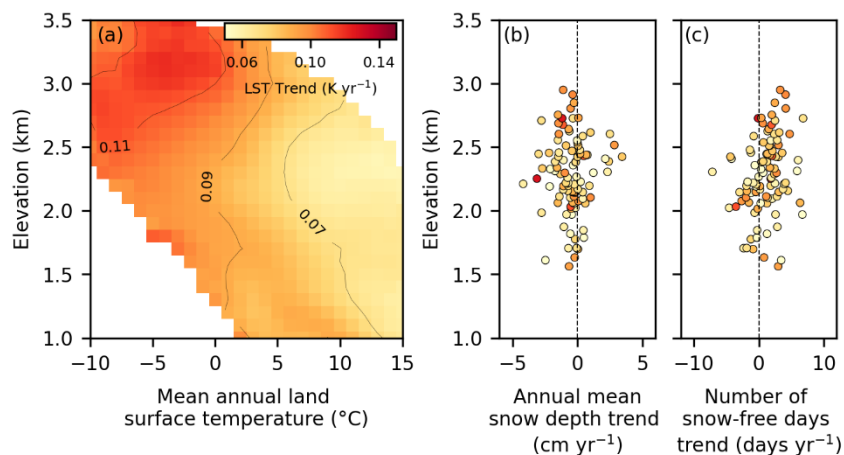 (a)
0.06 0.10 0.14
LST Trend (K yr⁻¹)
0.11
0.09
0.07
3.5
3.0
2.5
2.0
1.5
1.0
Elevation (km)
−10 −5 0 5 10 15
Mean annual land
surface temperature (°C)
(b)
3.5
3.0
2.5
2.0
1.5
1.0
Elevation (km)
−5 0 5
Annual mean
snow depth trend
(cm yr⁻¹)
(c)
−10 0 10
Number of
snow-free days
trend (days yr⁻¹)